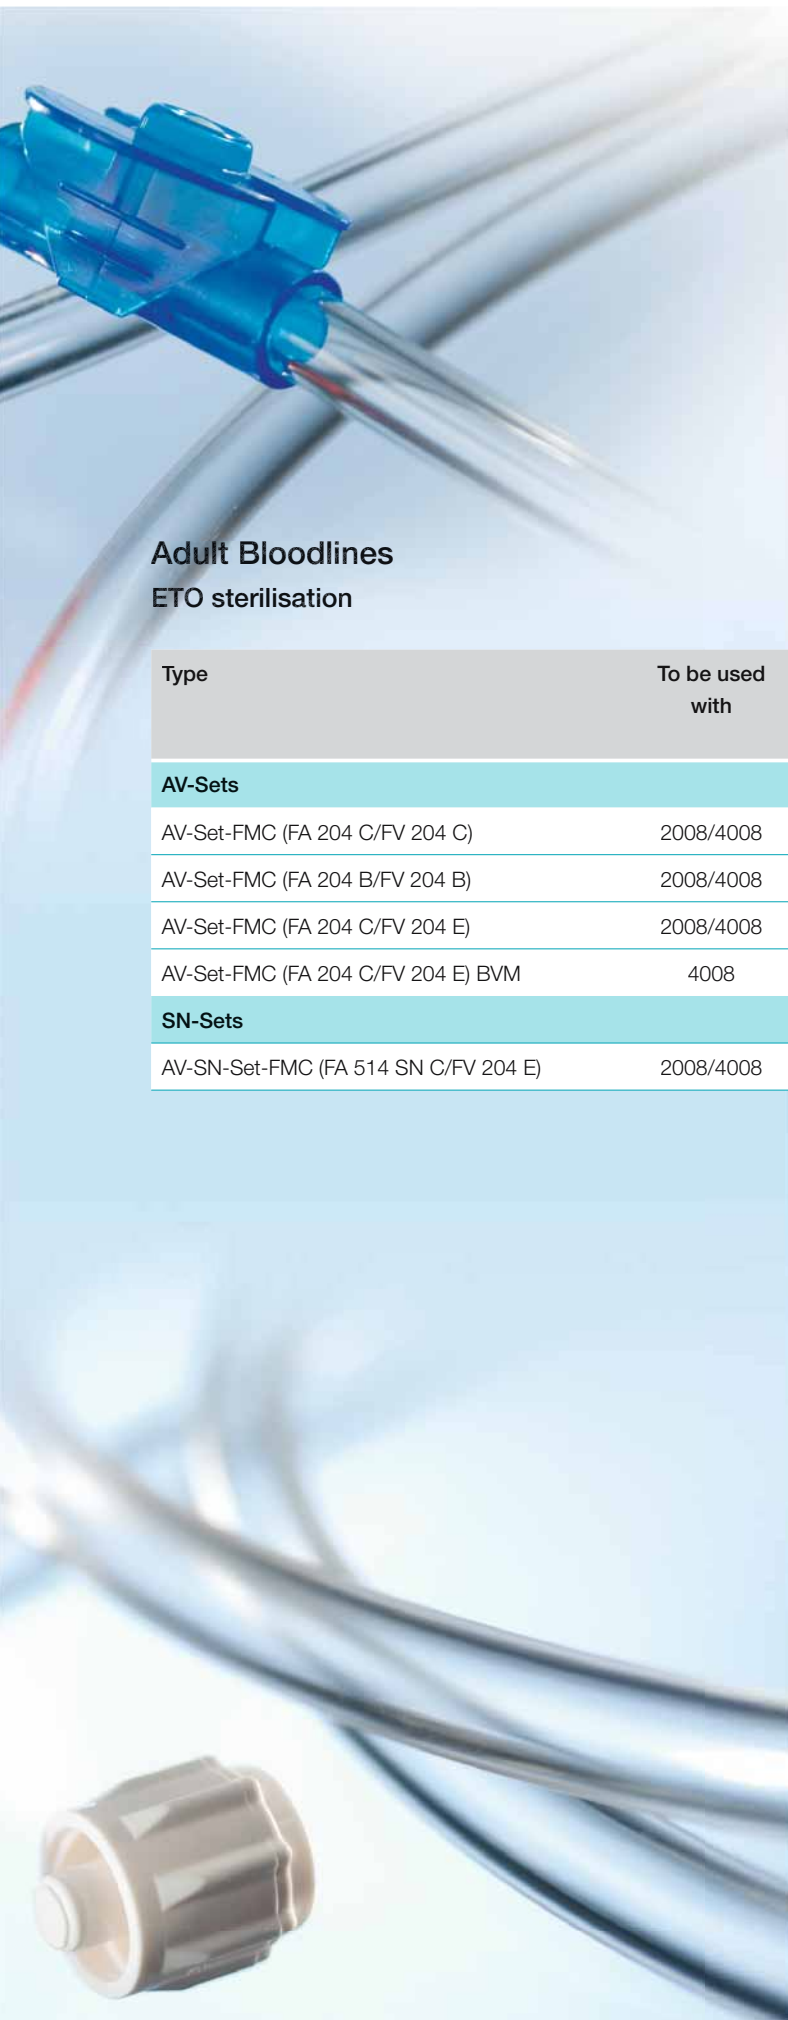 Adult Bloodlines
ETO sterilisation
Type To be used
with
AV-Sets
AV-Set-FMC (FA 204 C/FV 204 C) 2008/4008
AV-Set-FMC (FA 204 B/FV 204 B) 2008/4008
AV-Set-FMC (FA 204 C/FV 204 E) 2008/4008
AV-Set-FMC (FA 204 C/FV 204 E) BVM 4008
SN-Sets
AV-SN-Set-FMC (FA 514 SN C/FV 204 E) 2008/4008